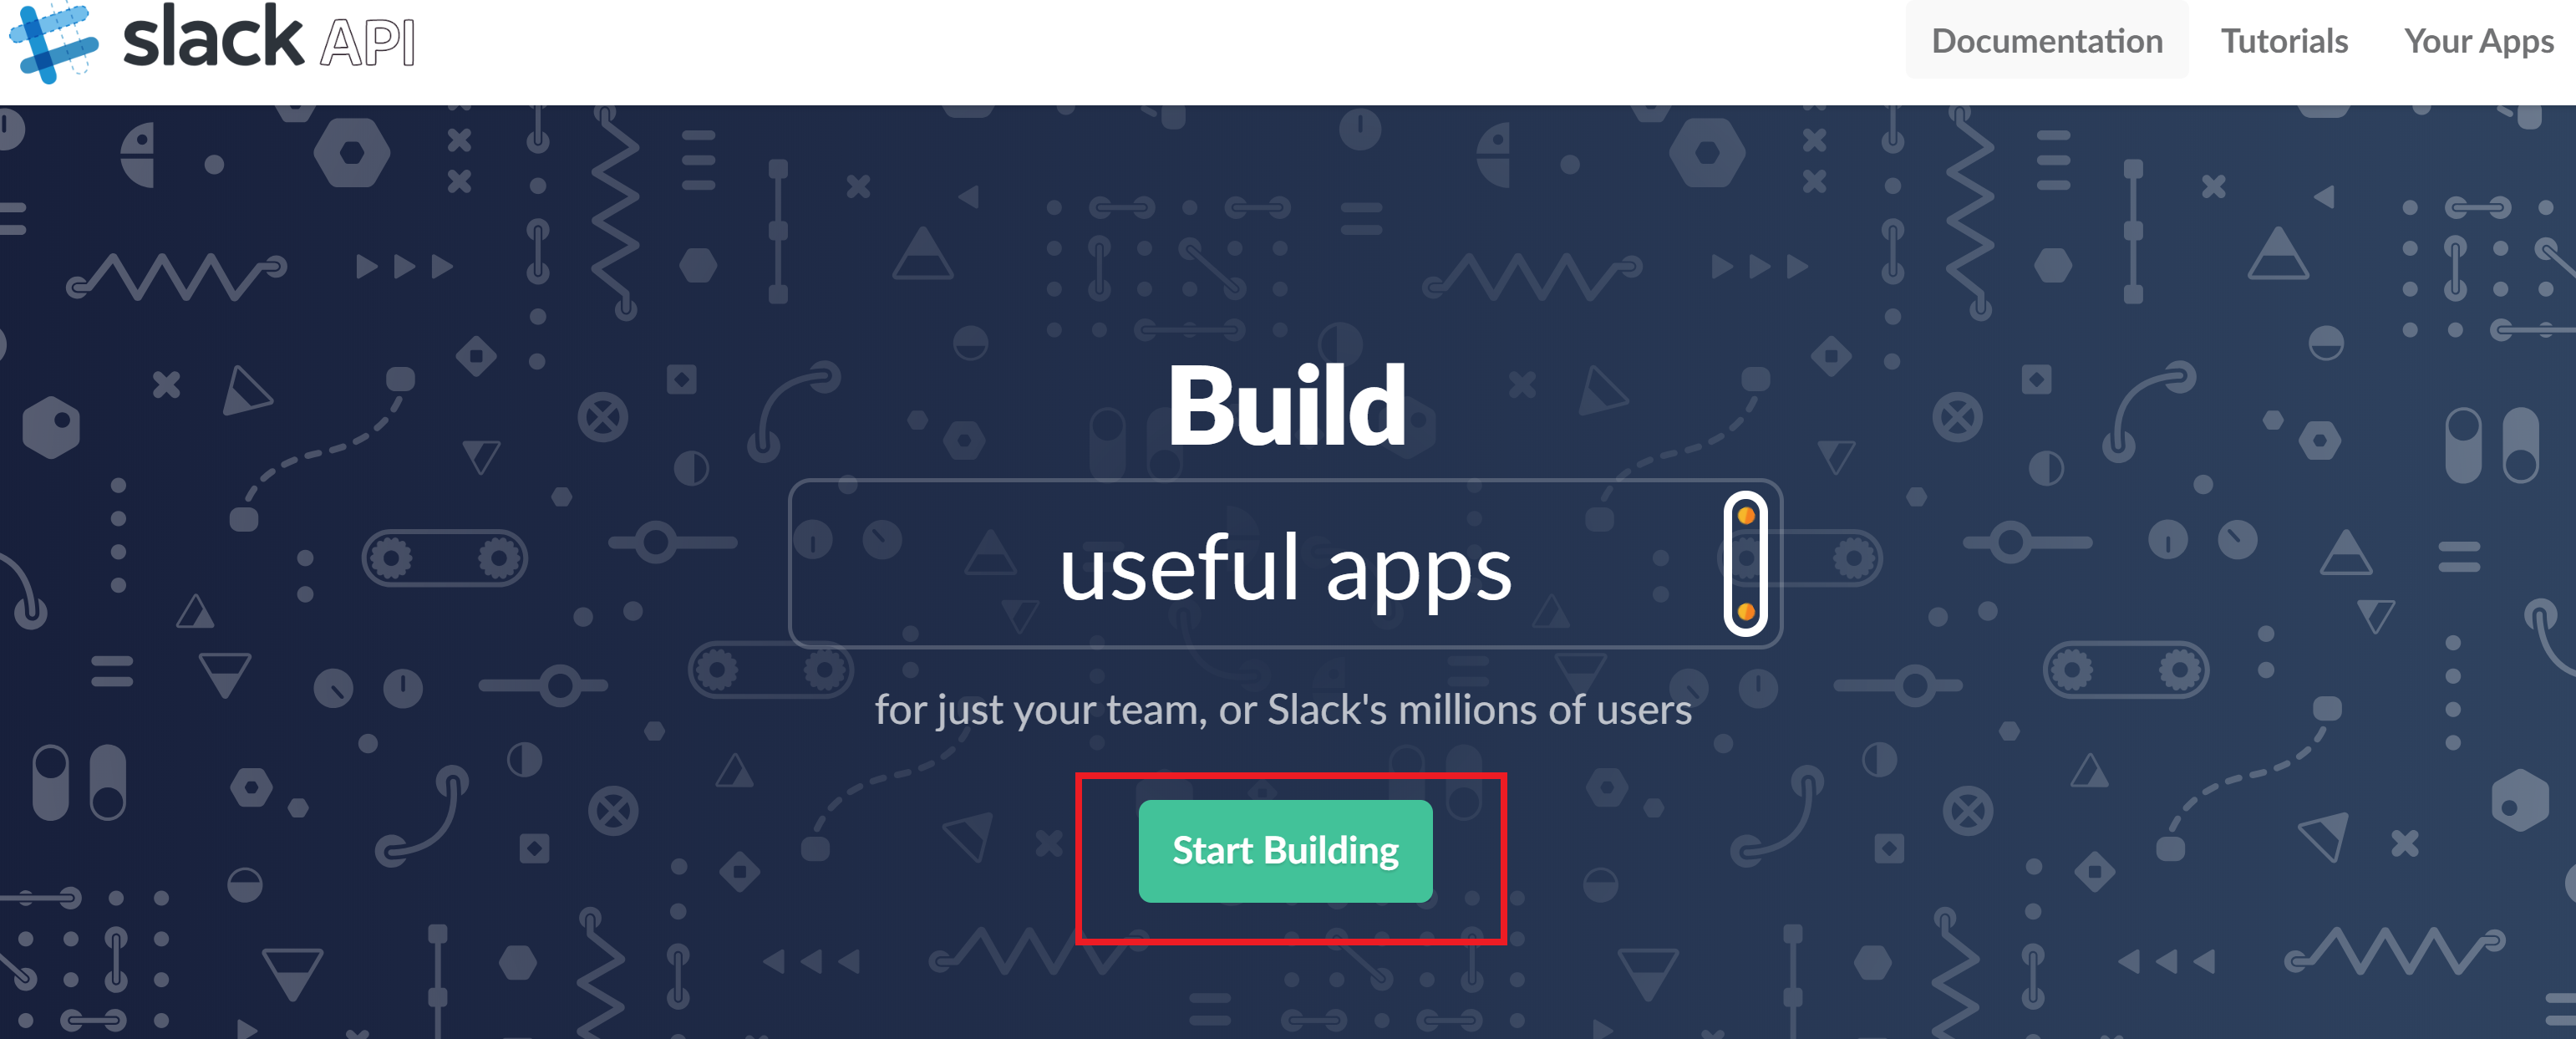 slack API
Documentation
Tutorials
Your Apps
Build
useful apps
for just your team, or Slack's millions of users
Start Building